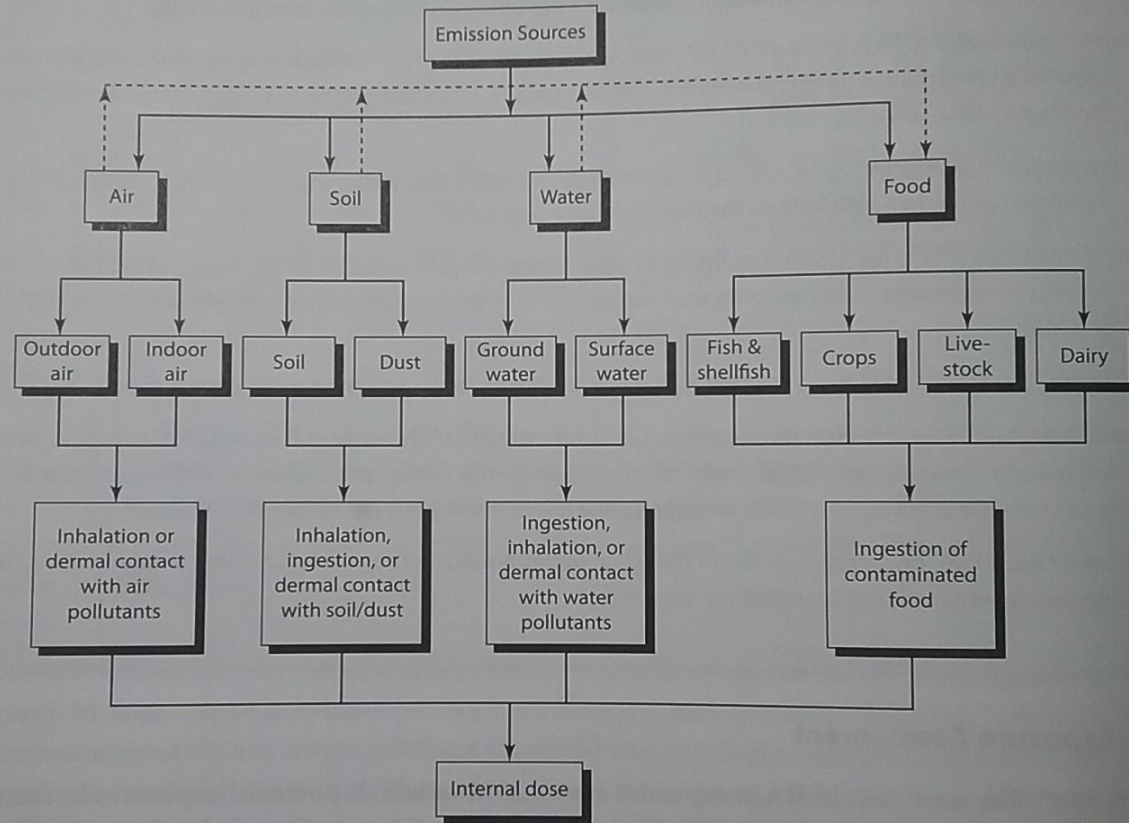 Emission Sources
Air
Soil
Water
Food
Outdoor
air
Indoor
air
Soil
Dust
Ground
water
Surface
water
Fish &
shellfish
Crops
Live-
stock
Dairy
Inhalation or
dermal contact
with air
pollutants
Inhalation,
ingestion, or
dermal contact
with soil/dust
Ingestion,
inhalation, or
dermal contact
with water
pollutants
Ingestion of
contaminated
food
Internal dose